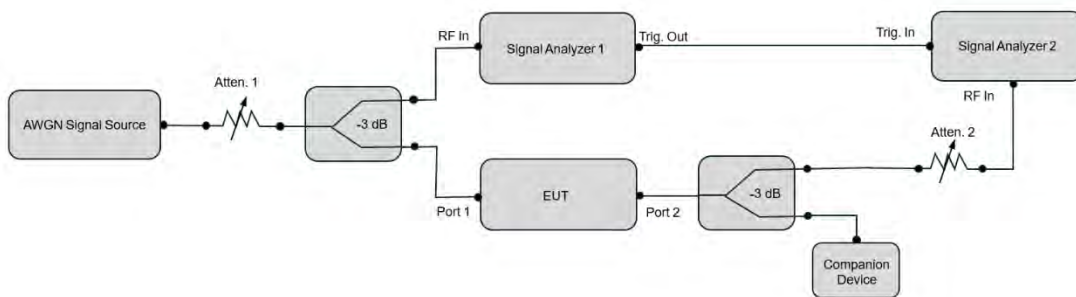 RF In
Signal Analyzer 1
Trig. Out
Trig. In
Signal Analyzer 2
RF In
Atten. 1
AWGN Signal Source
-3 dB
Atten. 2
Port 1
EUT
Port 2
-3 dB
Companion
Device